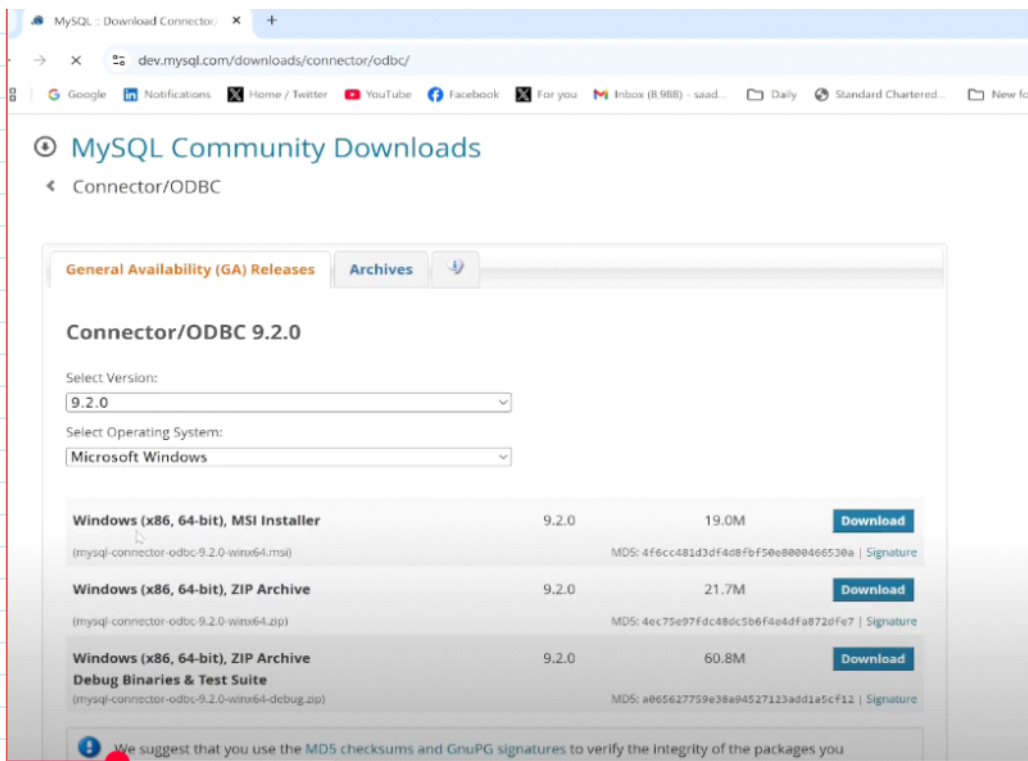 MySQL :: Download Connector/
dev.mysql.com/downloads/connector/odbc/
Google Notifications Home / Twitter YouTube Facebook For you Inbox (8,988) - saad... Daily Standard Chartered... New fo
MySQL Community Downloads
Connector/ODBC
General Availability (GA) Releases Archives
Connector/ODBC 9.2.0
Select Version:
9.2.0
Select Operating System:
Microsoft Windows
Windows (x86, 64-bit), MSI Installer 9.2.0 19.0M Download
(mysql-connector-odbc-9.2.0-winx64.msi) MD5: 4f6cc481d3df4d8fbf50e8000466530a | Signature
Windows (x86, 64-bit), ZIP Archive 9.2.0 21.7M Download
(mysql-connector-odbc-9.2.0-winx64.zip) MD5: 4ec75e97fdc48dc5b6f4e4dfa872dfe7 | Signature
Windows (x86, 64-bit), ZIP Archive 9.2.0 60.8M Download
Debug Binaries & Test Suite
(mysql-connector-odbc-9.2.0-winx64-debug.zip) MD5: a065627759e38a94527123add1a5cf12 | Signature
We suggest that you use the MD5 checksums and GnuPG signatures to verify the integrity of the packages you